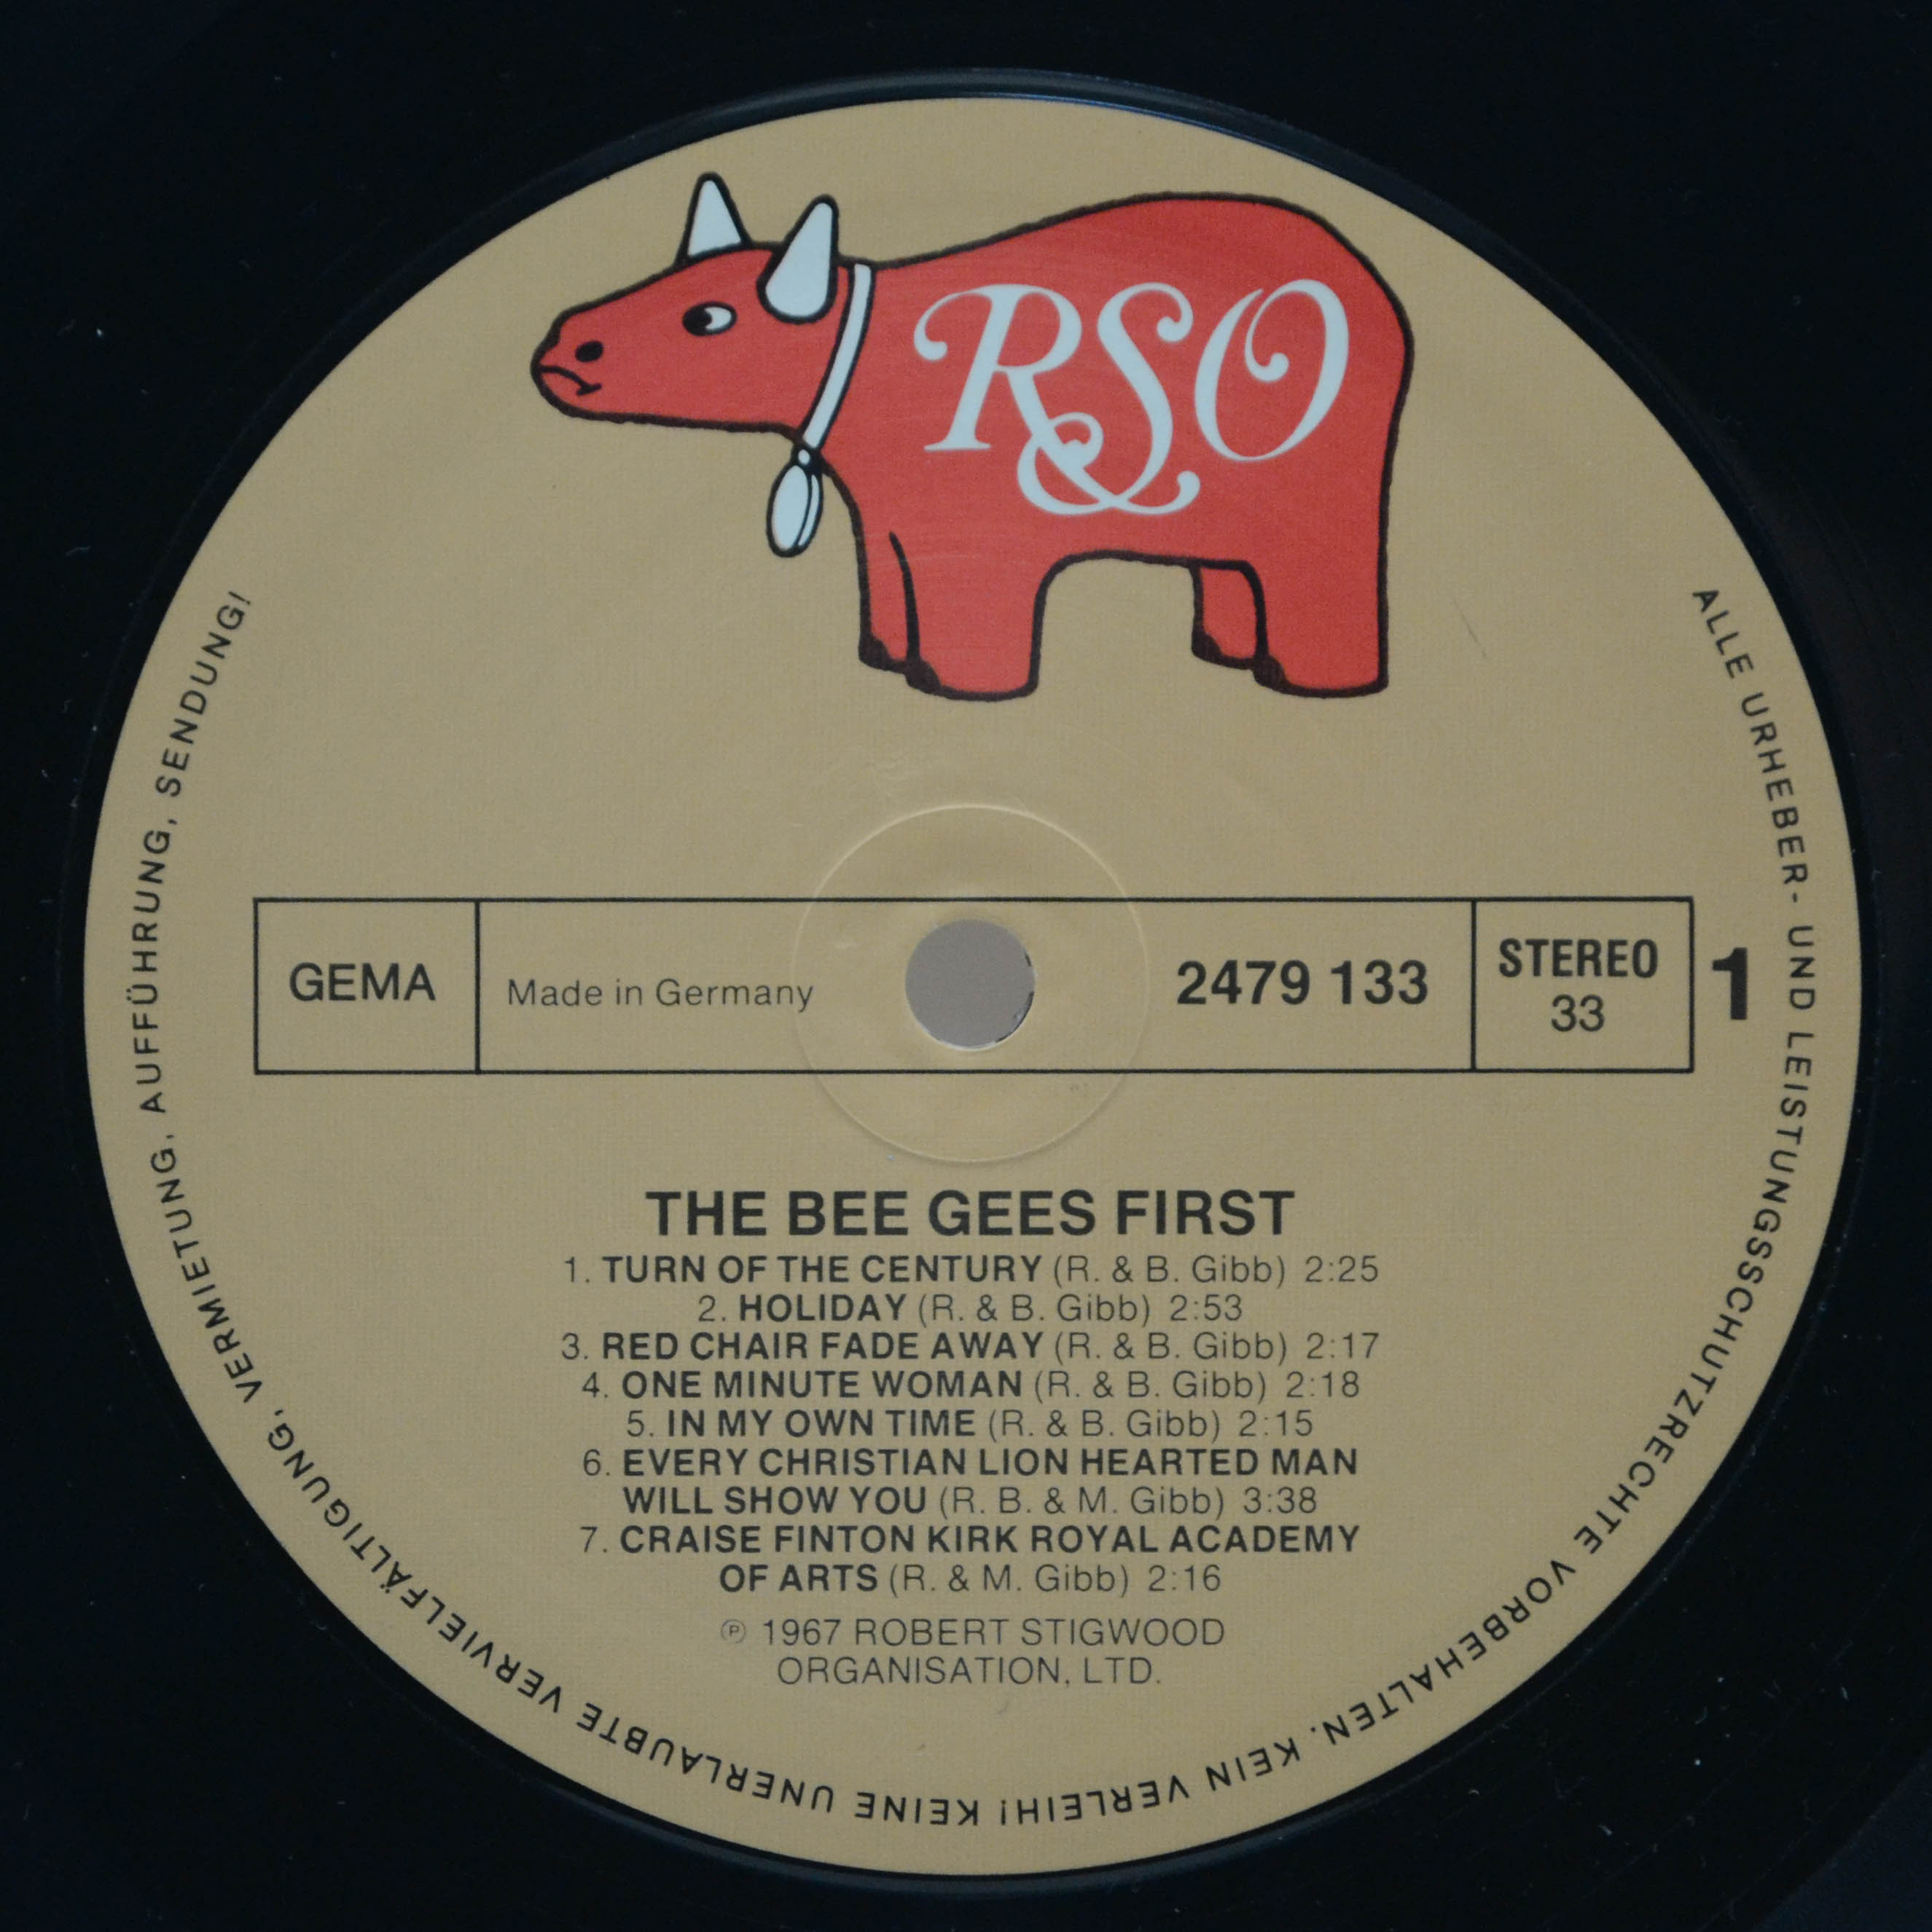 RSO
GEMA
Made in Germany
2479 133
STEREO
33
1
THE BEE GEES FIRST
1. TURN OF THE CENTURY (R. & B. Gibb) 2:25
2. HOLIDAY (R. & B. Gibb) 2:53
3. RED CHAIR FADE AWAY (R. & B. Gibb) 2:17
4. ONE MINUTE WOMAN (R. & B. Gibb) 2:18
5. IN MY OWN TIME (R. & B. Gibb) 2:15
6. EVERY CHRISTIAN LION HEARTED MAN
WILL SHOW YOU (R. B. & M. Gibb) 3:38
7. CRAISE FINTON KIRK ROYAL ACADEMY
OF ARTS (R. & M. Gibb) 2:16
℗ 1967 ROBERT STIGWOOD
ORGANISATION, LTD.
ALLE URHEBER- UND LEISTUNGSSCHUTZRECHTE VORBEHALTEN. KEIN VERLEIH! KEINE UNERLAUBTE VERVIELFÄLTIGUNG, VERMIETUNG, AUFFÜHRUNG, SENDUNG!